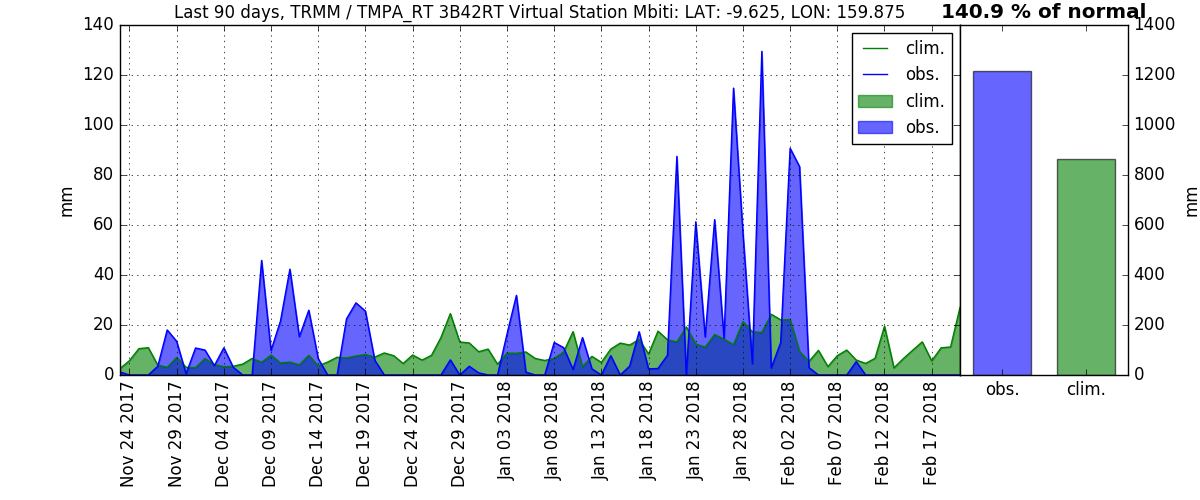 Last 90 days, TRMM / TMPA_RT 3B42RT Virtual Station Mbiti: LAT: -9.625, LON: 159.875
140.9 % of normal
mm
140
120
100
80
60
40
20
0
clim.
obs.
clim.
obs.
1400
1200
1000
800
600
400
200
0
mm
Nov 24 2017
Nov 29 2017
Dec 04 2017
Dec 09 2017
Dec 14 2017
Dec 19 2017
Dec 24 2017
Dec 29 2017
Jan 03 2018
Jan 08 2018
Jan 13 2018
Jan 18 2018
Jan 23 2018
Jan 28 2018
Feb 02 2018
Feb 07 2018
Feb 12 2018
Feb 17 2018
obs.
clim.